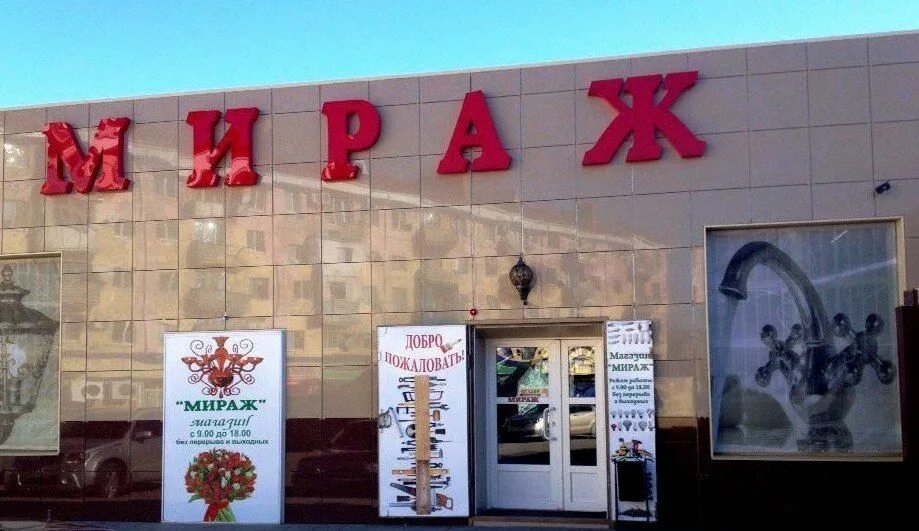 МИРАЖ
"МИРАЖ"
магазин
с 9.00 до 18.00
без перерыва и выходных
ДОБРО
ПОЖАЛОВАТЬ!
МИРАЖ
Магазин
"МИРАЖ"
Режим работы
с 9.00 до 18.00
без перерыва
и выходных